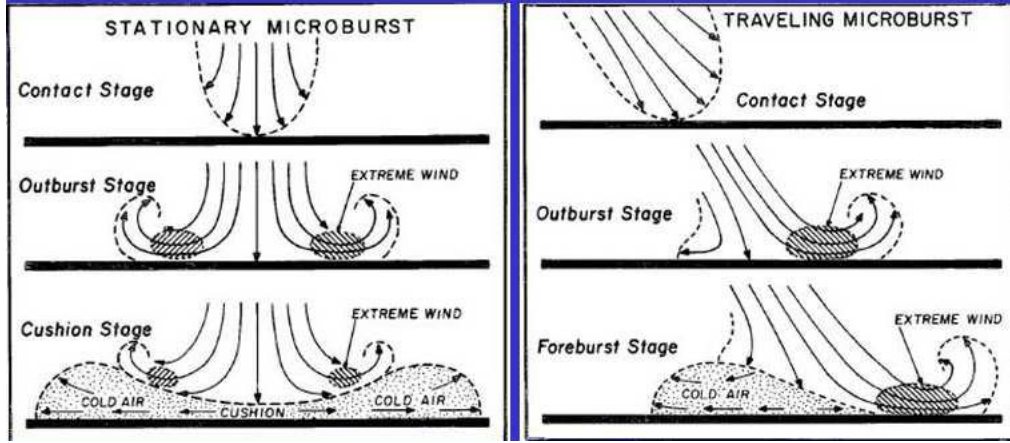 STATIONARY MICROBURST
Contact Stage
Outburst Stage
EXTREME WIND
Cushion Stage
EXTREME WIND
COLD AIR
CUSHION
COLD AIR
TRAVELING MICROBURST
Contact Stage
EXTREME WIND
Outburst Stage
EXTREME WIND
Foreburst Stage
COLD AIR